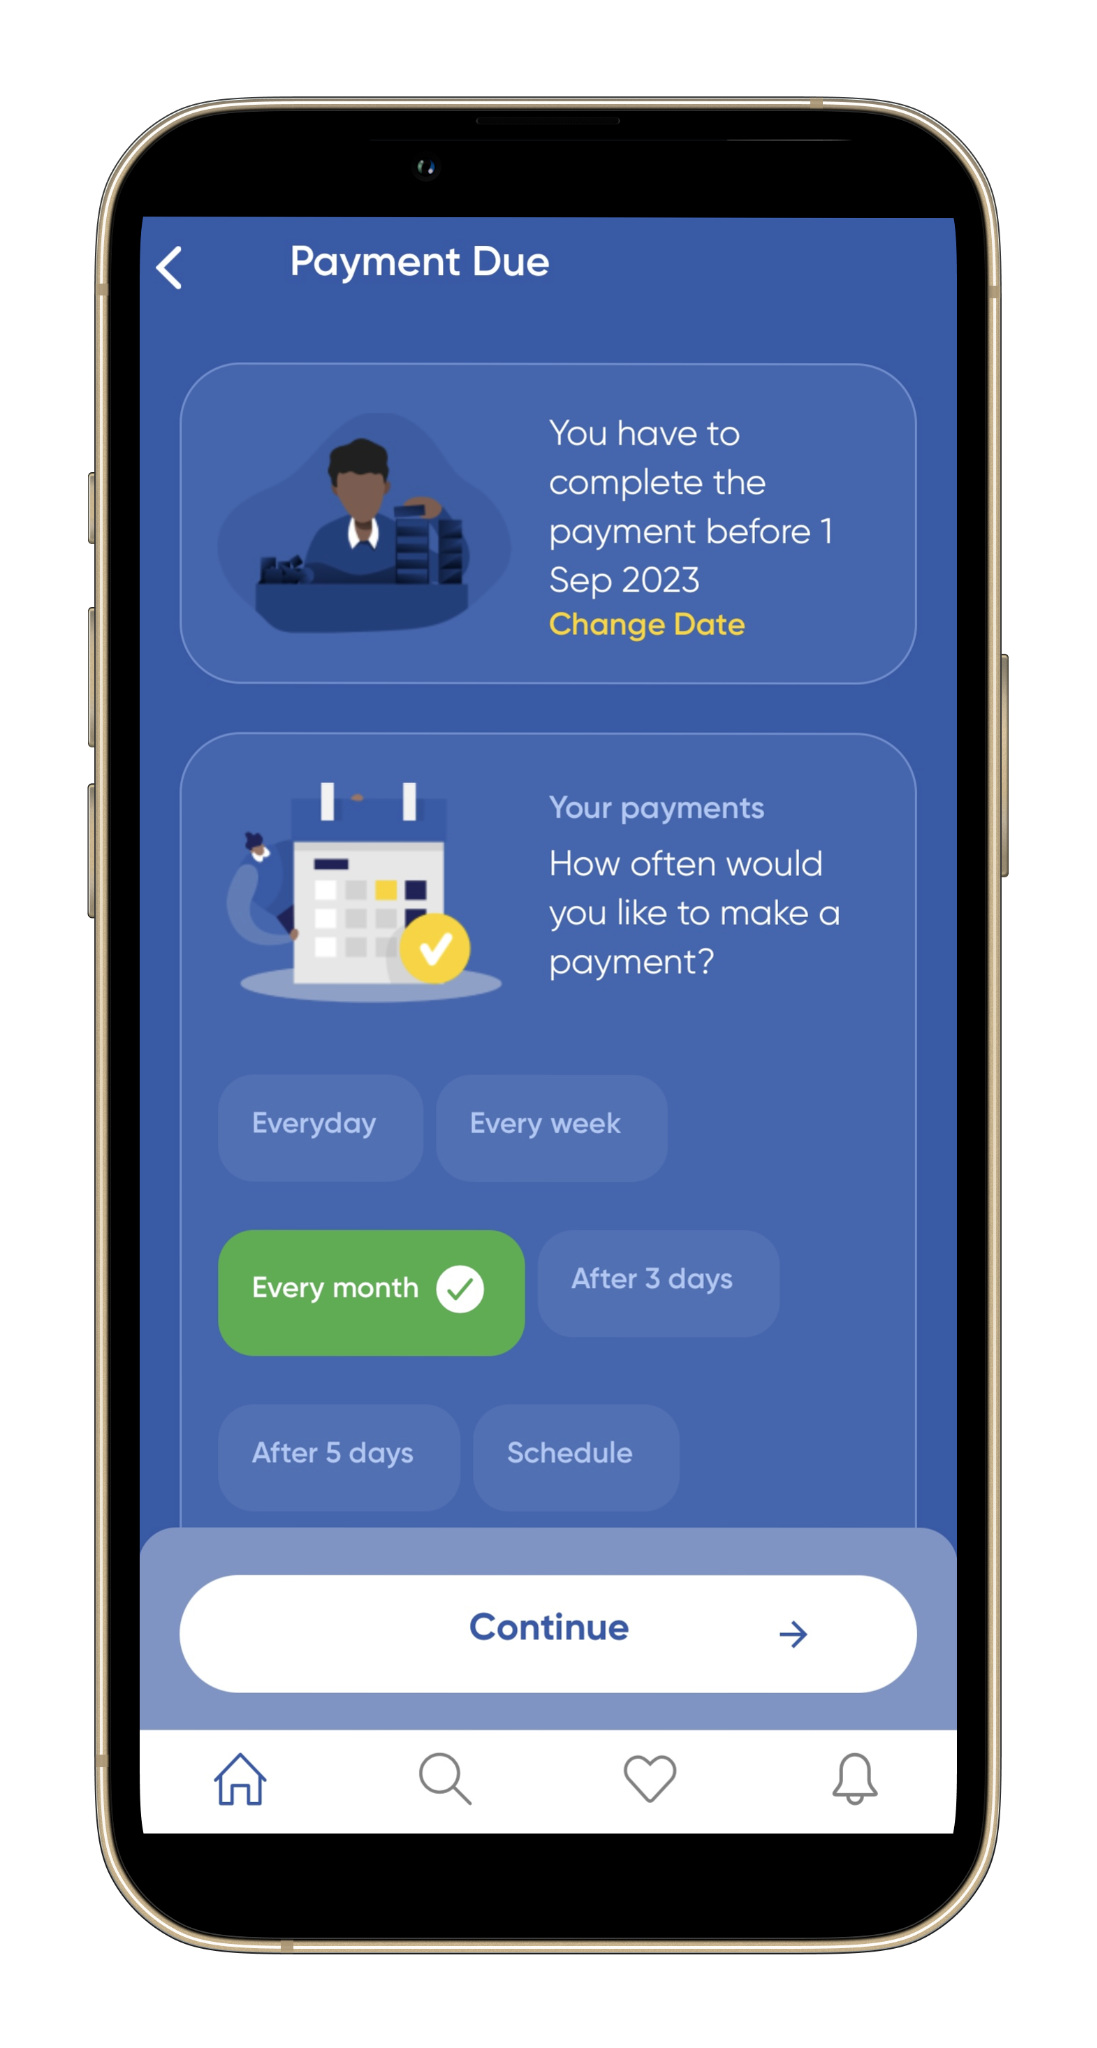 Payment Due
You have to
complete the
payment before 1
Sep 2023
Change Date
Your payments
How often would
you like to make a
payment?
Everyday
Every week
Every month
After 3 days
After 5 days
Schedule
Continue